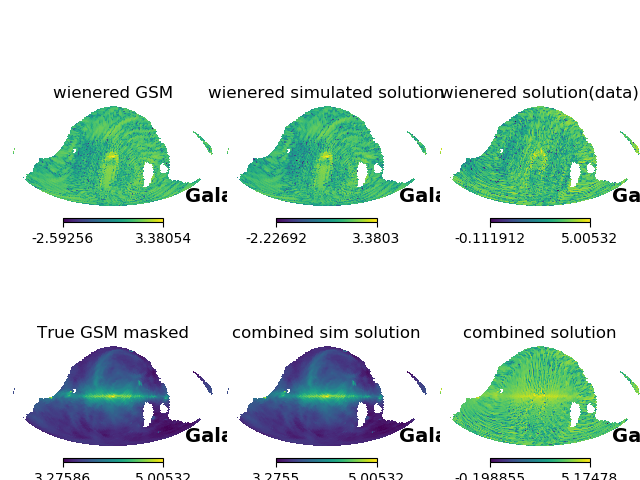 wienered GSM
wienered simulated solution
wienered solution(data)
Gala
Gala
Ga
-2.59256 3.38054
-2.22692 3.3803
-0.111912 5.00532
True GSM masked
combined sim solution
combined solution
Gala
Gala
Ga
3.27586 5.00532
3.2755 5.00532
-0.198855 5.17478